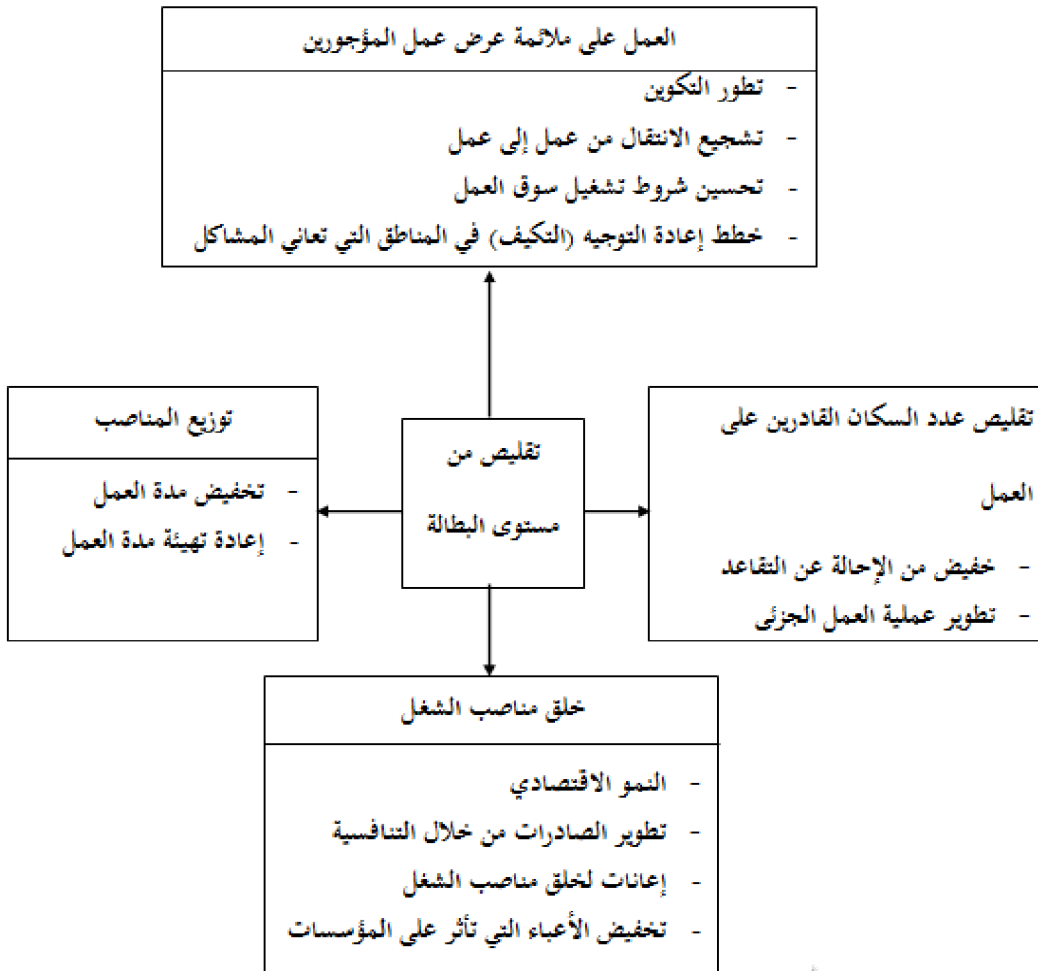 العمل على ملائمة عرض عمل المؤجورين
- تطور التكوين
- تشجيع الانتقال من عمل إلى عمل
- تحسين شروط تشغيل سوق العمل
- خطط إعادة التوجيه (التكيف) في المناطق التي تعاني المشاكل
تقليص عدد السكان القادرين على
العمل
- خفيض من الإحالة عن التقاعد
- تطوير عملية العمل الجزئى
تقليص من
مستوى البطالة
توزيع المناصب
- تخفيض مدة العمل
- إعادة تهيئة مدة العمل
خلق مناصب الشغل
- النمو الاقتصادي
- تطوير الصادرات من خلال التنافسية
- إعانات لخلق مناصب الشغل
- تخفيض الأعباء التي تأثر على المؤسسات